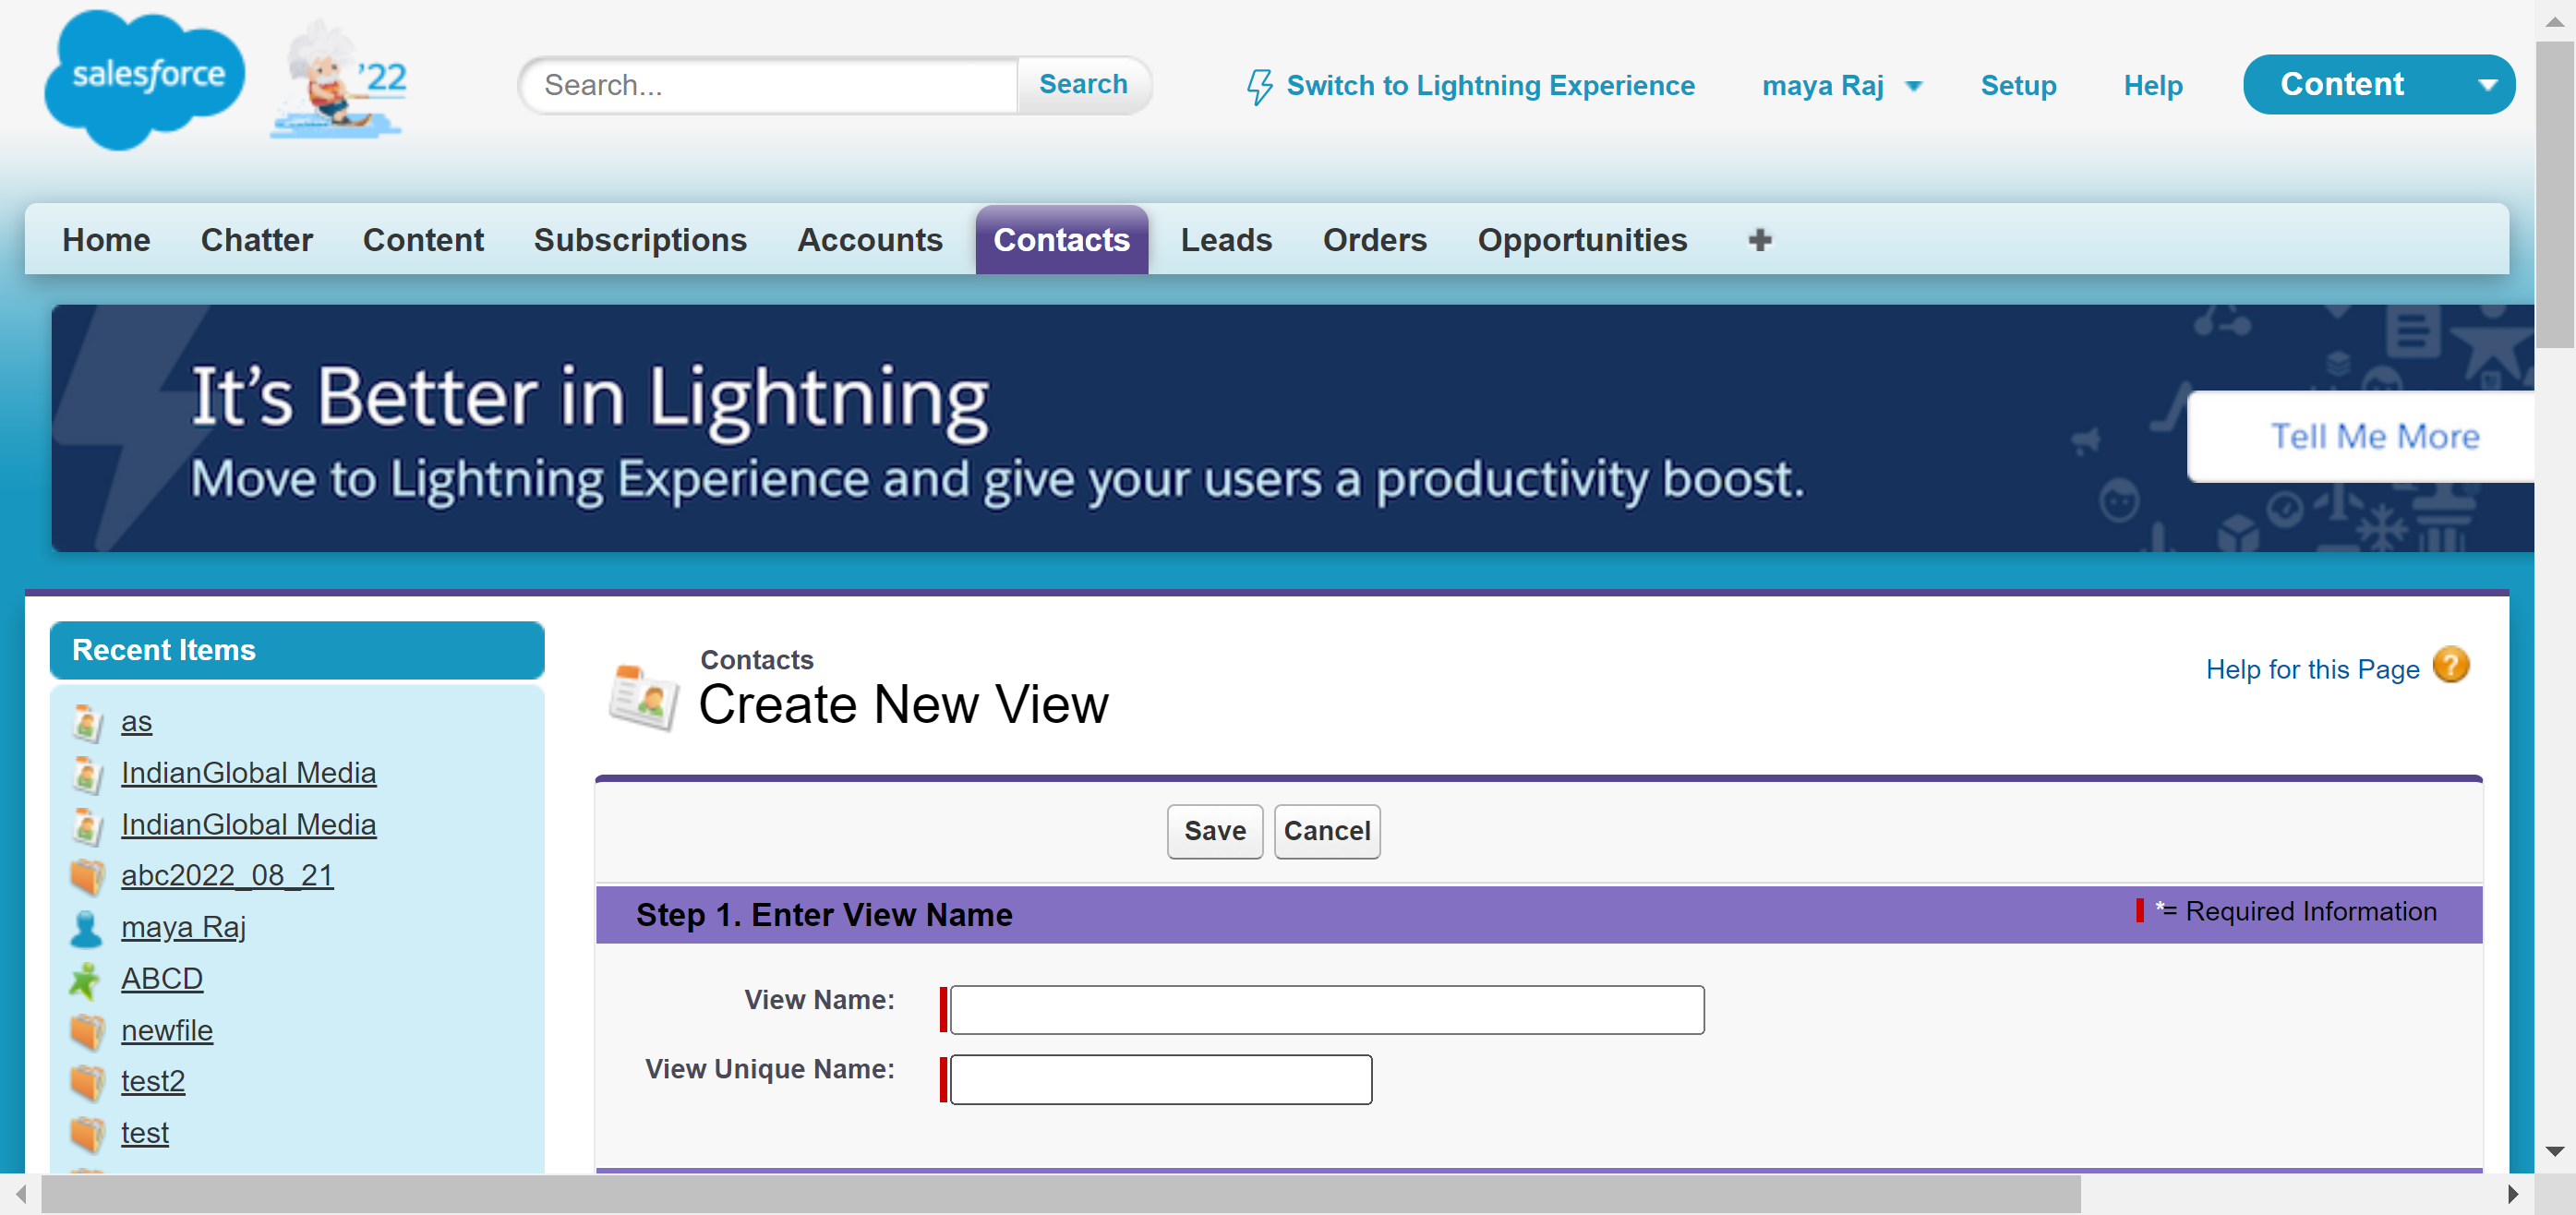 salesforce
'22
Search...
Search
Switch to Lightning Experience
maya Raj
Setup
Help
Content
Home
Chatter
Content
Subscriptions
Accounts
Contacts
Leads
Orders
Opportunities
It's Better in Lightning
Move to Lightning Experience and give your users a productivity boost.
Tell Me More
Recent Items
as
IndianGlobal Media
IndianGlobal Media
abc2022_08_21
maya Raj
ABCD
newfile
test2
test
Contacts
Create New View
Help for this Page ?
Save
Cancel
Step 1. Enter View Name
*= Required Information
View Name:
View Unique Name: